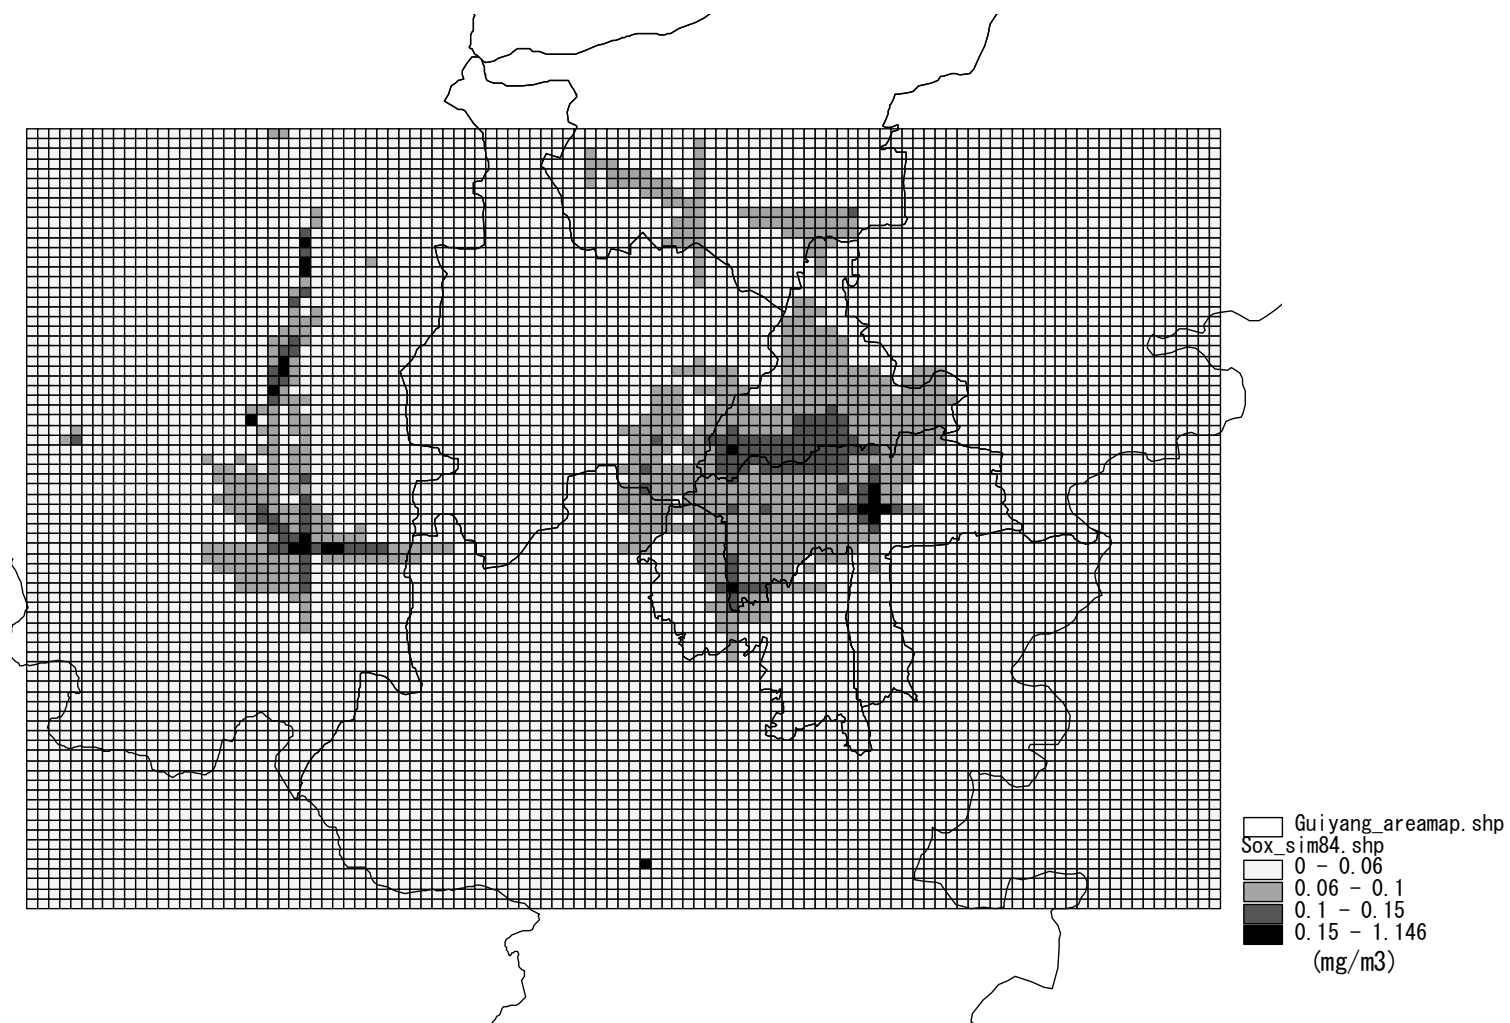 Guiyang_areamap.shp
Sox_sim84.shp
0 - 0.06
0.06 - 0.1
0.1 - 0.15
0.15 - 1.146
(mg/m3)